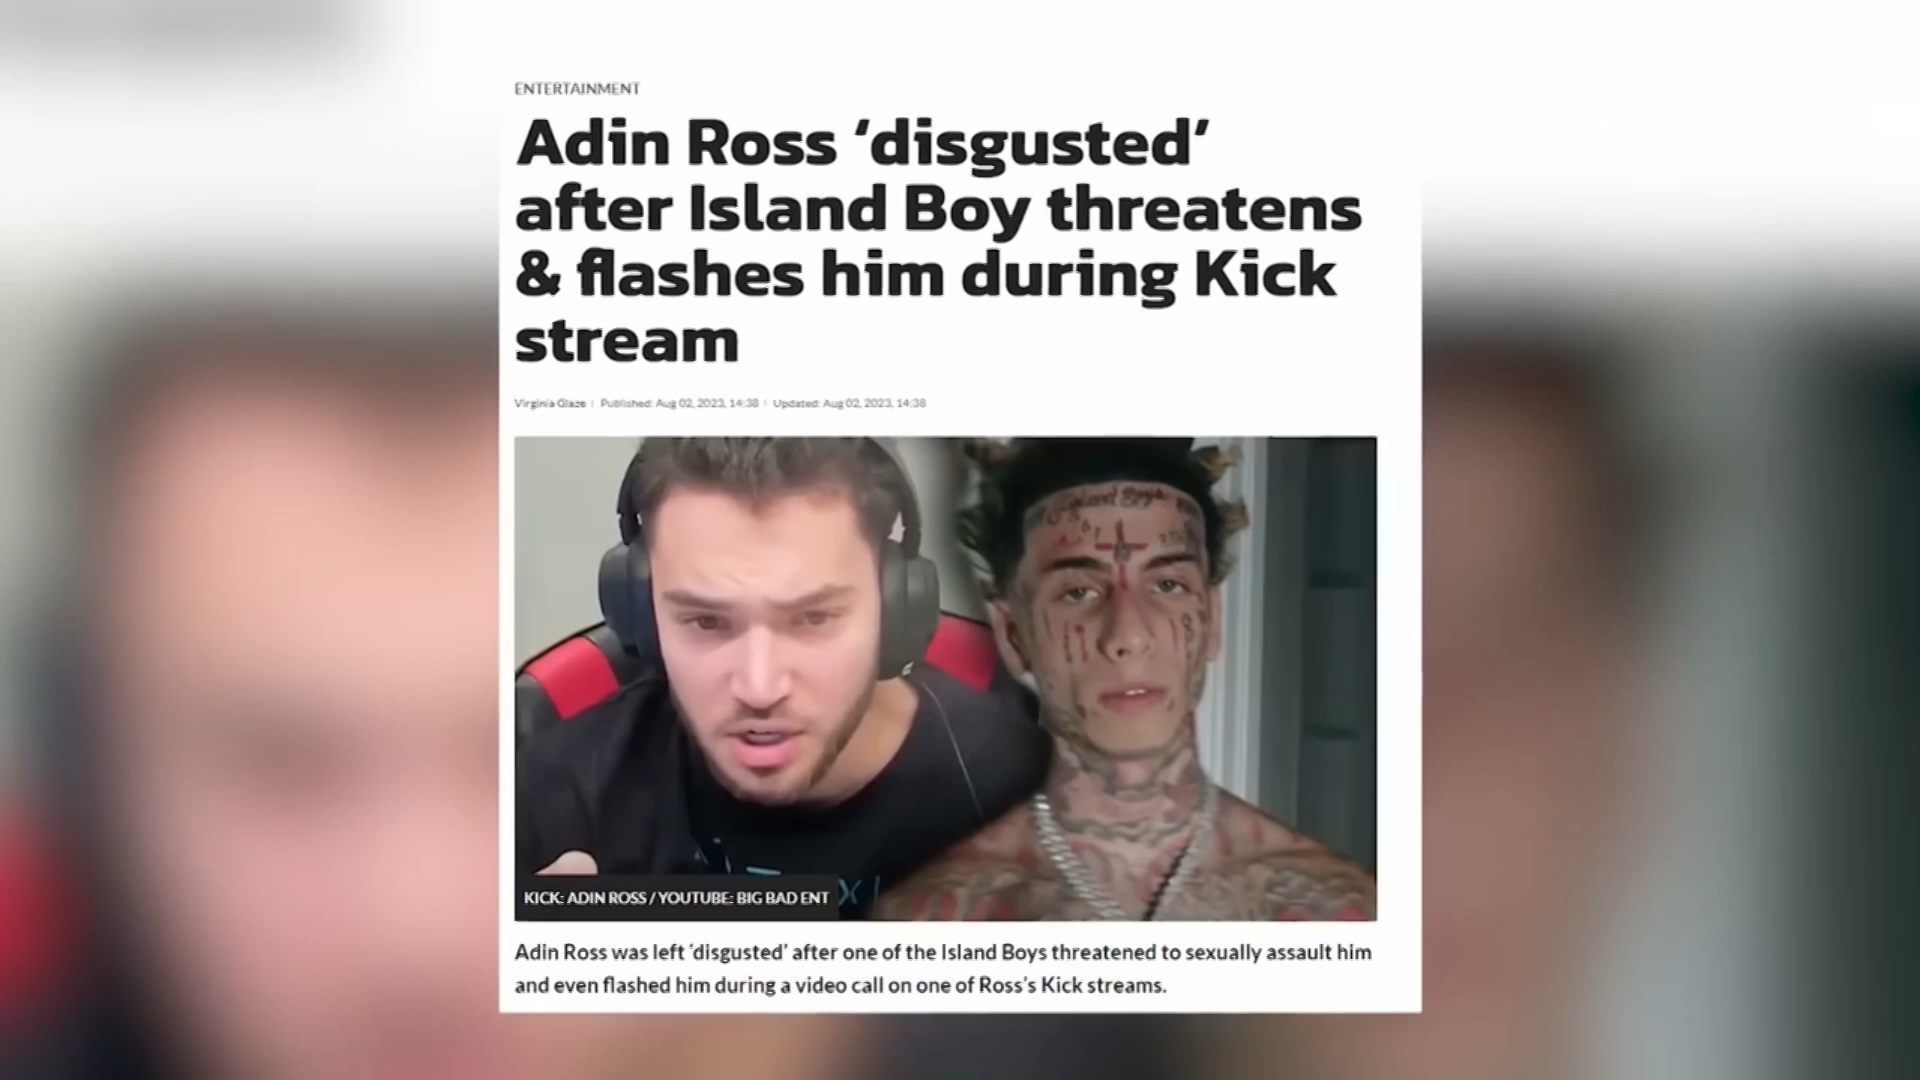 ENTERTAINMENT
Adin Ross ‘disgusted’
after Island Boy threatens
& flashes him during Kick
stream
Virginia Glaze | Published: Aug 02, 2023, 14:38 | Updated: Aug 02, 2023, 14:38
Island Boys
KICK: ADIN ROSS / YOUTUBE: BIG BAD ENT
Adin Ross was left ‘disgusted’ after one of the Island Boys threatened to sexually assault him
and even flashed him during a video call on one of Ross’s Kick streams.